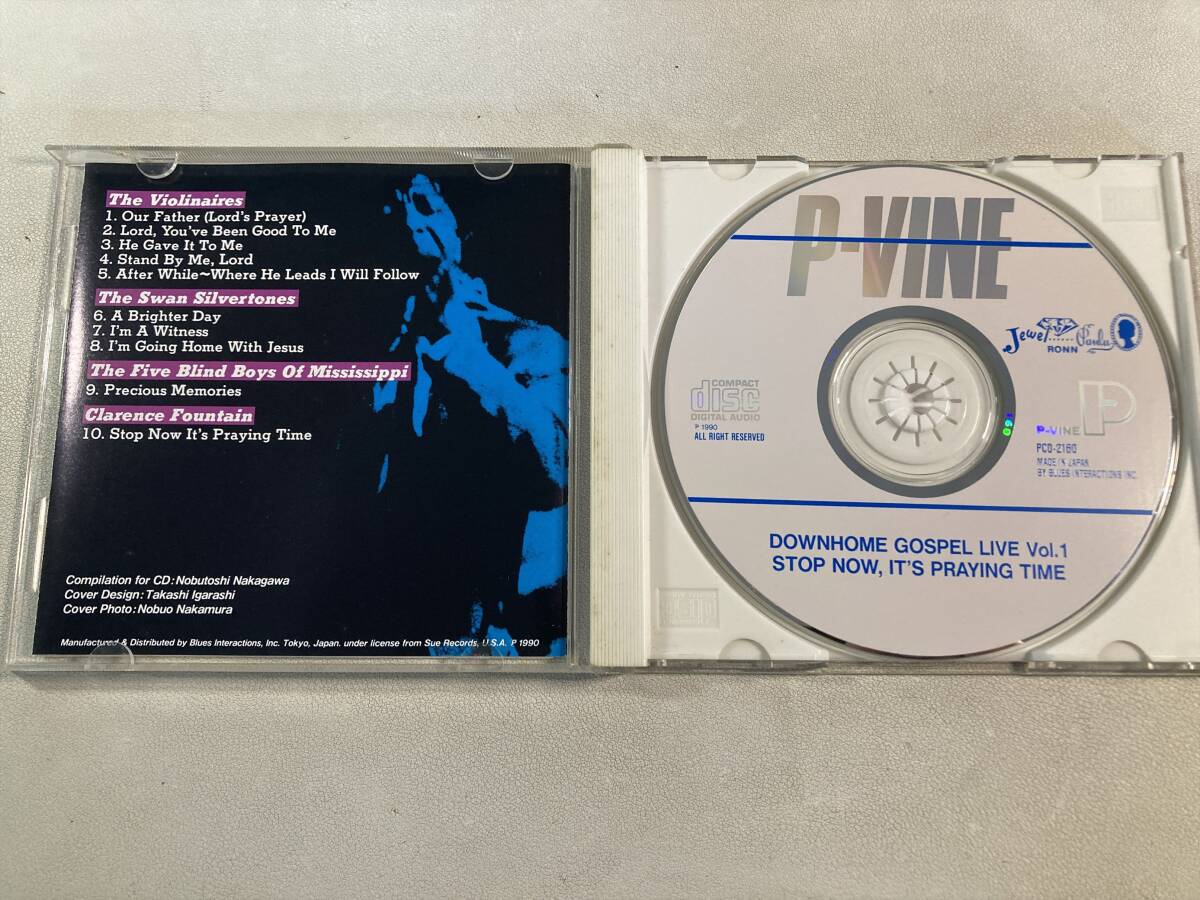 The Violinaires
1. Our Father (Lord's Prayer)
2. Lord, You've Been Good To Me
3. He Gave It To Me
4. Stand By Me, Lord
5. After While~Where He Leads I Will Follow
The Swan Silvertones
6. A Brighter Day
7. I'm A Witness
8. I'm Going Home With Jesus
The Five Blind Boys Of Mississippi
9. Precious Memories
Clarence Fountain
10. Stop Now It's Praying Time
Compilation for CD:Nobutoshi Nakagawa
Cover Design:Takashi Igarashi
Cover Photo:Nobuo Nakamura
Manufactured & Distributed by Blues Interactions, Inc. Tokyo, Japan. under license from Sue Records, U.S.A. P 1990
P-VINE
Jewel
RONN
Paula
COMPACT
disc
DIGITAL AUDIO
P 1990
ALL RIGHT RESERVED
P-VINE
PCD-2160
MADE IN JAPAN
BY BLUES INTERACTIONS INC.
DOWNHOME GOSPEL LIVE Vol.1
STOP NOW, IT'S PRAYING TIME